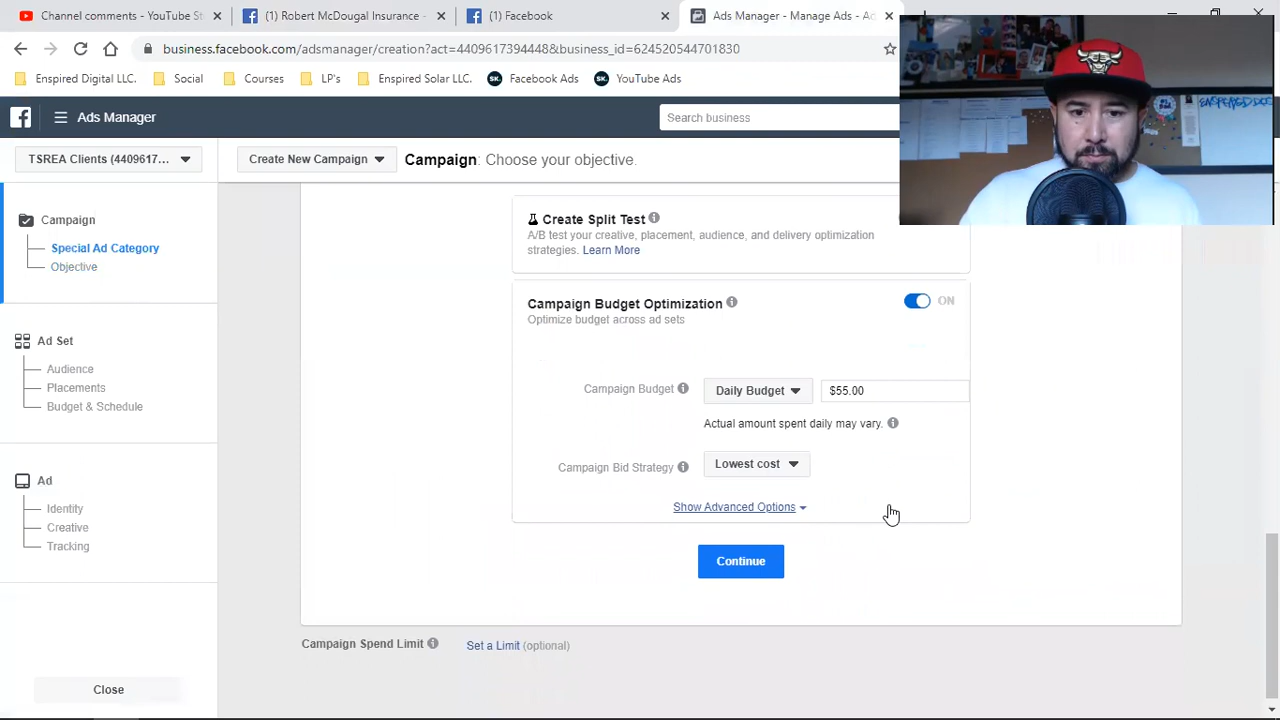 comments - YouTube S
(1) Robert McDougal Insurance
(1) Facebook
Ads Manager - Manage Ads - A
business.facebook.com/adsmanager/creation?act=4409617394448&business_id=624520544701830
Enspired Digital LLC.
Social
Courses
LP's
Enspired Solar LLC.
SK.
Facebook Ads
SK.
YouTube Ads
Ads Manager
Search business
TSREA Clients (4409617...
Create New Campaign
Campaign: Choose your objective.
Campaign
Special Ad Category
Objective
Ad Set
Audience
Placements
Budget & Schedule
Ad
Identity
Creative
Tracking
Close
Create Split Test
A/B test your creative, placement, audience, and delivery optimization
strategies. Learn More
Campaign Budget Optimization
ON
Optimize budget across ad sets
Campaign Budget
Daily Budget
$55.00
Actual amount spent daily may vary.
Campaign Bid Strategy
Lowest cost
Show Advanced Options
Continue
Campaign Spend Limit
Set a Limit (optional)